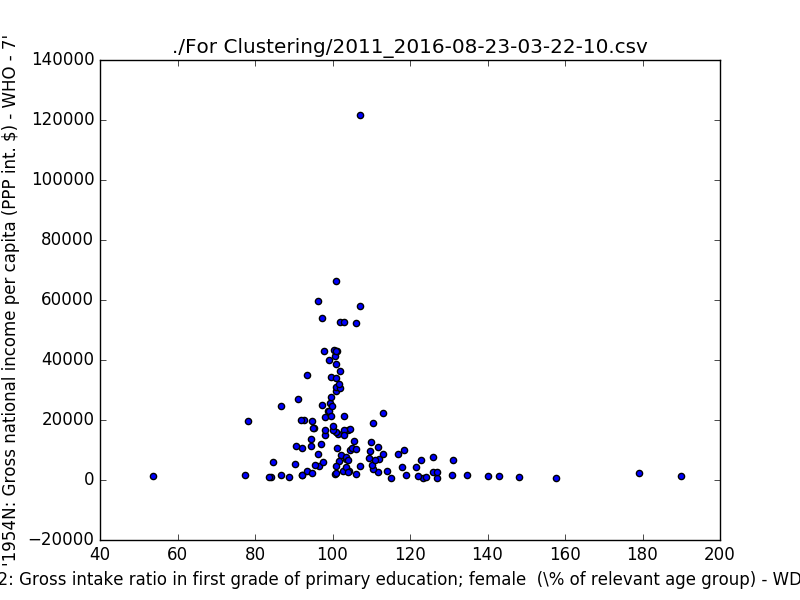 ./For Clustering/2011_2016-08-23-03-22-10.csv
'1954N: Gross national income per capita (PPP int. $) - WHO - 7'
140000
120000
100000
80000
60000
40000
20000
0
−20000
40 60 80 100 120 140 160 180 200
2: Gross intake ratio in first grade of primary education; female (\% of relevant age group) - WD